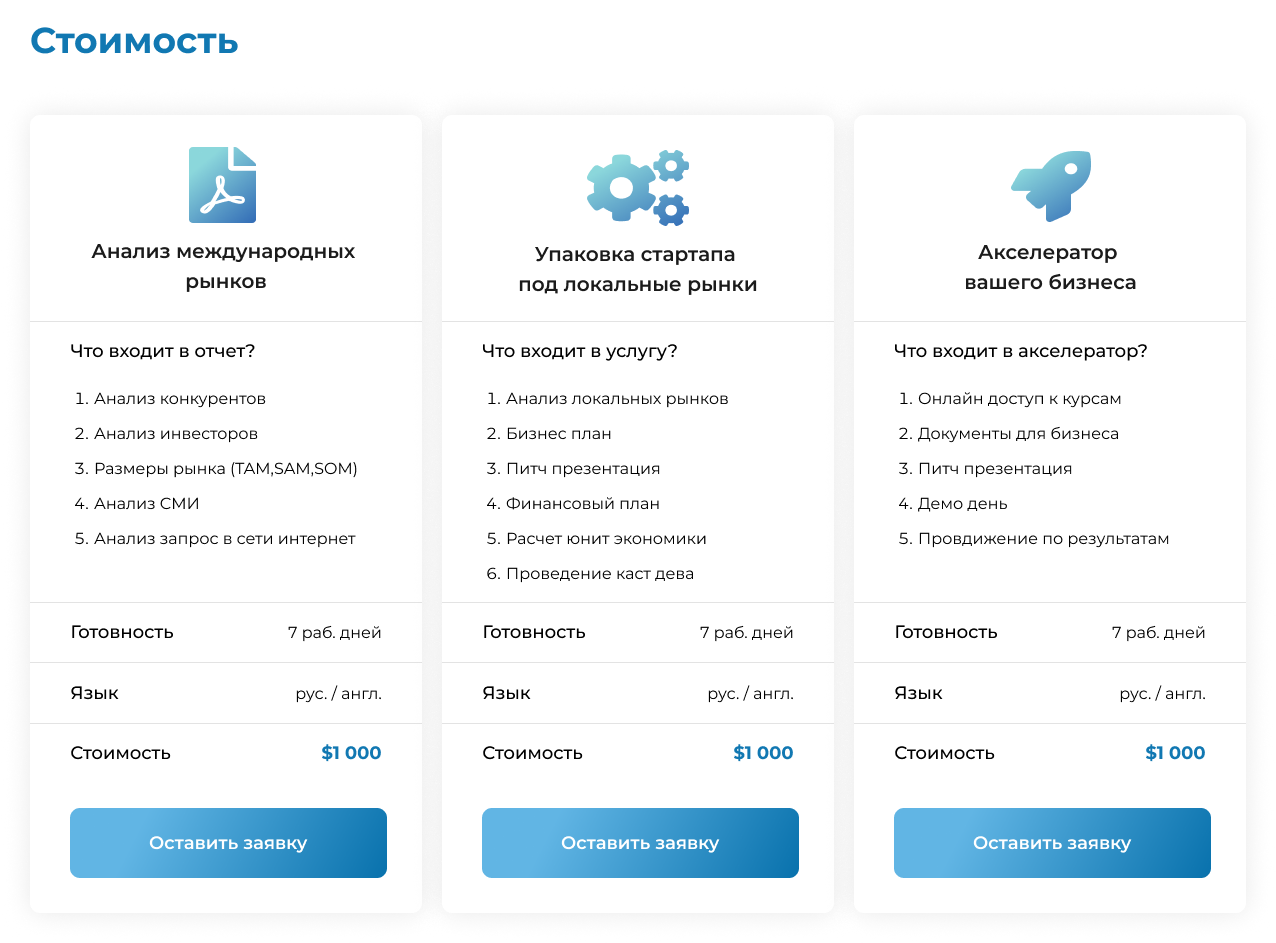 Стоимость
Анализ международных
рынков
Что входит в отчет?
1. Анализ конкурентов
2. Анализ инвесторов
3. Размеры рынка (TAM,SAM,SOM)
4. Анализ СМИ
5. Анализ запрос в сети интернет
Готовность 7 раб. дней
Язык рус. / англ.
Стоимость $1 000
Оставить заявку
Упаковка стартапа
под локальные рынки
Что входит в услугу?
1. Анализ локальных рынков
2. Бизнес план
3. Питч презентация
4. Финансовый план
5. Расчет юнит экономики
6. Проведение каст дева
Готовность 7 раб. дней
Язык рус. / англ.
Стоимость $1 000
Оставить заявку
Акселератор
вашего бизнеса
Что входит в акселератор?
1. Онлайн доступ к курсам
2. Документы для бизнеса
3. Питч презентация
4. Демо день
5. Провдижение по результатам
Готовность 7 раб. дней
Язык рус. / англ.
Стоимость $1 000
Оставить заявку